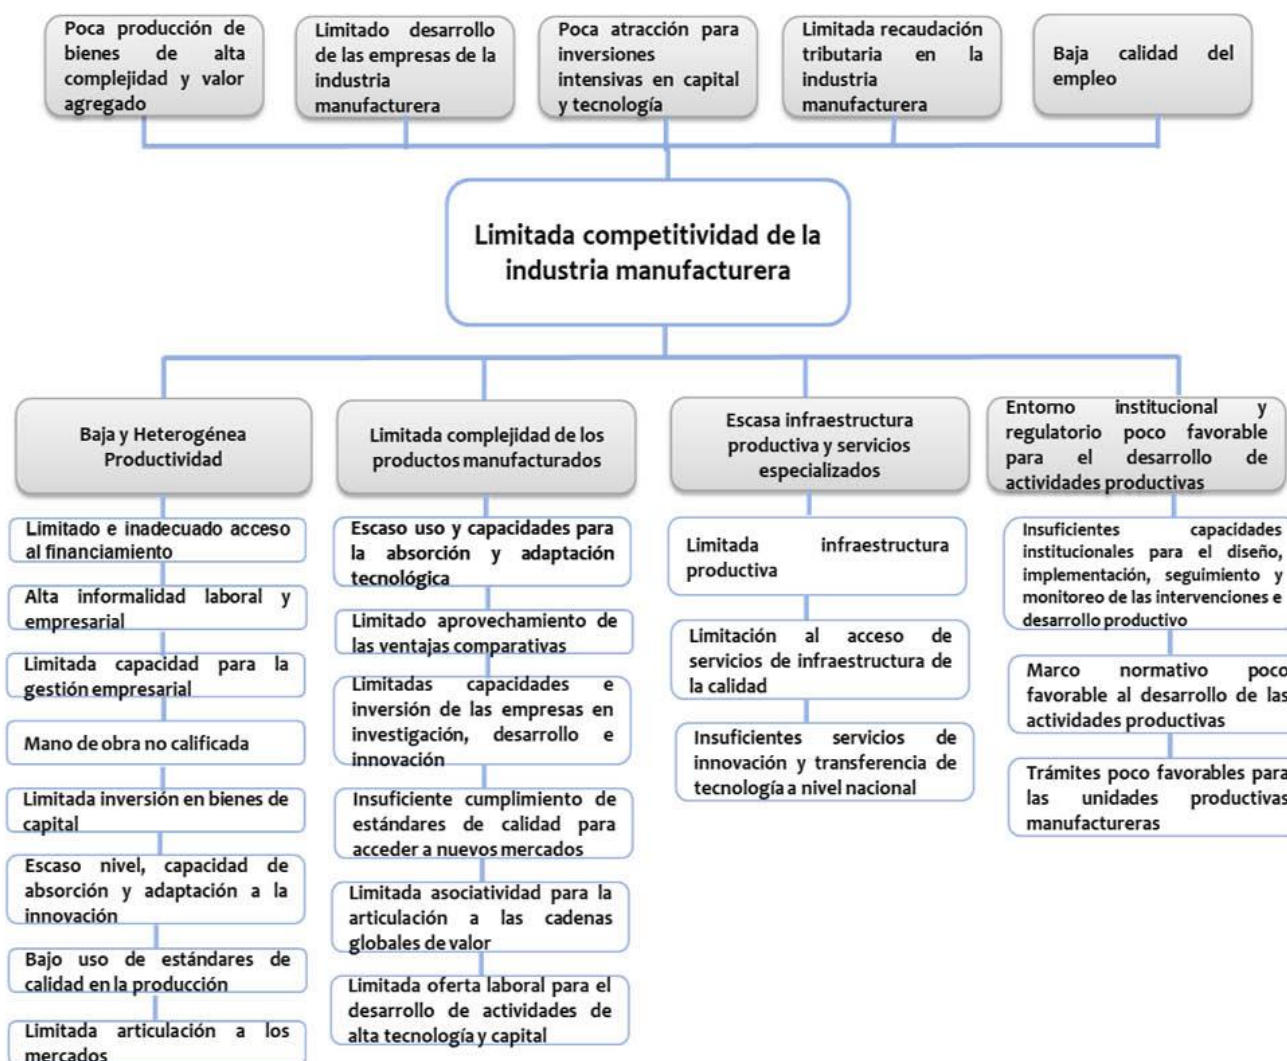 Poca producción de
bienes de alta
complejidad y valor
agregado
Limitado desarrollo
de las empresas de la
industria
manufacturera
Poca atracción para
inversiones
intensivas en capital
y tecnología
Limitada recaudación
tributaria en la
industria
manufacturera
Baja calidad del
empleo
Limitada competitividad de la
industria manufacturera
Baja y Heterogénea
Productividad
Limitado e inadecuado acceso
al financiamiento
Alta informalidad laboral y
empresarial
Limitada capacidad para la
gestión empresarial
Mano de obra no calificada
Limitada inversión en bienes de
capital
Escaso nivel, capacidad de
absorción y adaptación a la
innovación
Bajo uso de estándares de
calidad en la producción
Limitada articulación a los
mercados
Limitada complejidad de los
productos manufacturados
Escaso uso y capacidades para
la absorción y adaptación
tecnológica
Limitado aprovechamiento de
las ventajas comparativas
Limitadas capacidades e
inversión de las empresas en
investigación, desarrollo e
innovación
Insuficiente cumplimiento de
estándares de calidad para
acceder a nuevos mercados
Limitada asociatividad para la
articulación a las cadenas
globales de valor
Limitada oferta laboral para el
desarrollo de actividades de
alta tecnología y capital
Escasa infraestructura
productiva y servicios
especializados
Limitada infraestructura
productiva
Limitación al acceso de
servicios de infraestructura de
la calidad
Insuficientes servicios de
innovación y transferencia de
tecnología a nivel nacional
Entorno institucional y
regulatorio poco favorable
para el desarrollo de
actividades productivas
Insuficientes capacidades
institucionales para el diseño,
implementación, seguimiento y
monitoreo de las intervenciones e
desarrollo productivo
Marco normativo poco
favorable al desarrollo de las
actividades productivas
Trámites poco favorables para
las unidades productivas
manufactureras